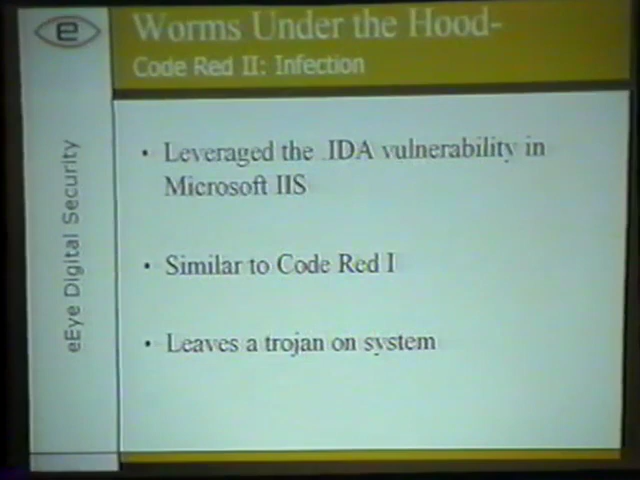 e
Worms Under the Hood-
Code Red II: Infection
eEye Digital Security
• Leveraged the .IDA vulnerability in
Microsoft IIS
• Similar to Code Red I
• Leaves a trojan on system